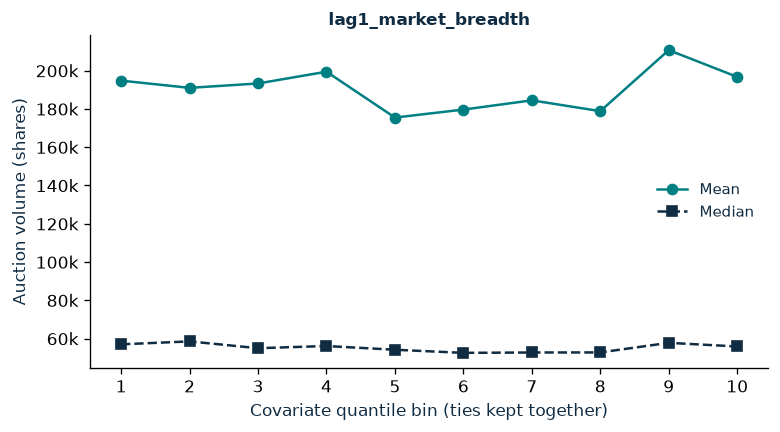 lag1_market_breadth
Auction volume (shares)
200k
180k
160k
140k
120k
100k
80k
60k
Mean
Median
1 2 3 4 5 6 7 8 9 10
Covariate quantile bin (ties kept together)